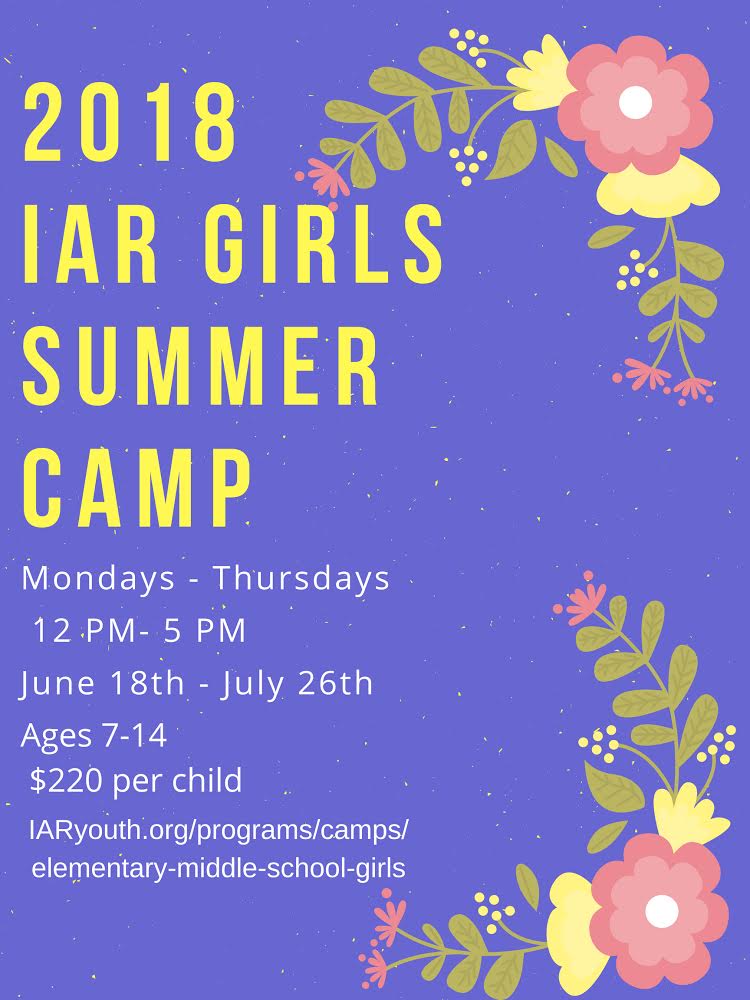 2018
IAR GIRLS
SUMMER
CAMP
Mondays - Thursdays
12 PM- 5 PM
June 18th - July 26th
Ages 7-14
$220 per child
IARyouth.org/programs/camps/
elementary-middle-school-girls